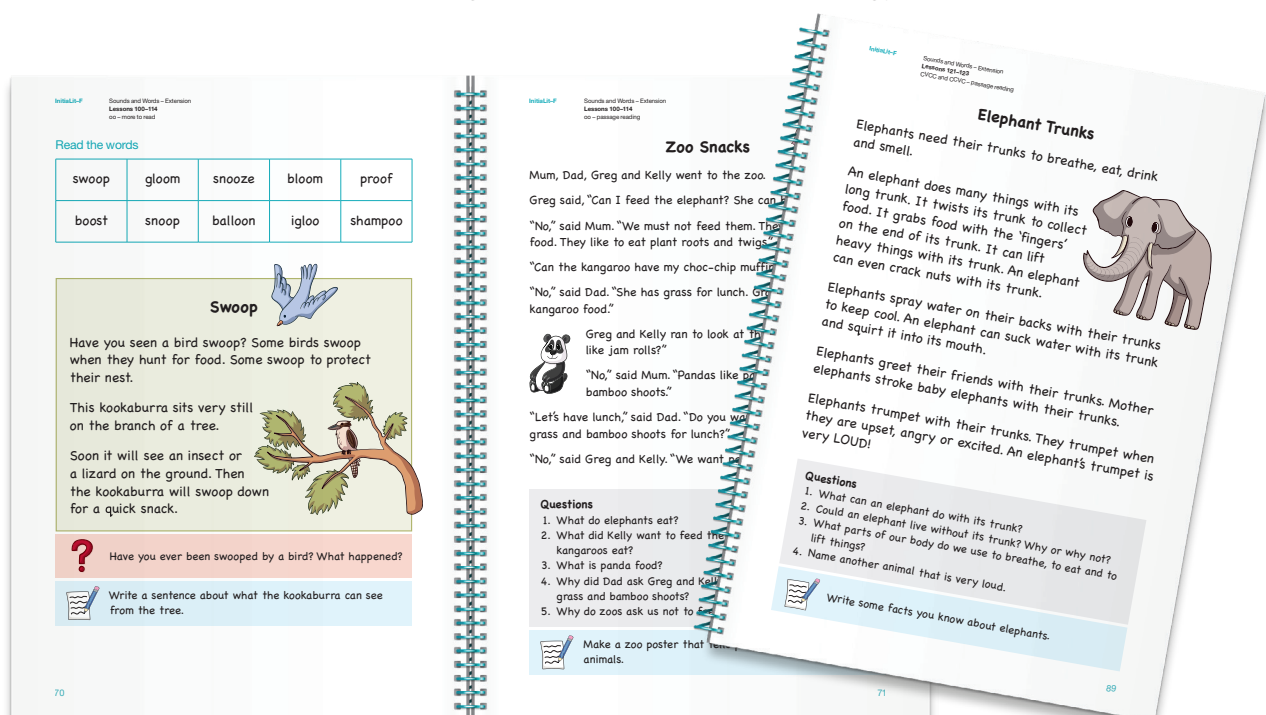 InitiaLit–F
Sounds and Words – Extension
Lessons 100–114
oo – more to read
Read the words
swoop gloom snooze bloom proof
boost snoop balloon igloo shampoo
Swoop
Have you seen a bird swoop? Some birds swoop
when they hunt for food. Some swoop to protect
their nest.
This kookaburra sits very still
on the branch of a tree.
Soon it will see an insect or
a lizard on the ground. Then
the kookaburra will swoop down
for a quick snack.
?
Have you ever been swooped by a bird? What happened?
Write a sentence about what the kookaburra can see
from the tree.
70
InitiaLit–F
Sounds and Words – Extension
Lessons 100–114
oo – passage reading
Zoo Snacks
Mum, Dad, Greg and Kelly went to the zoo.
Greg said, “Can I feed the elephant? She can
“No,” said Mum. “We must not feed them.
food. They like to eat plant roots and twigs.”
“Can the kangaroo have my choc-chip
“No,” said Dad. “She has grass for lunch.
kangaroo food.”
Greg and Kelly ran to look at
like jam rolls?”
“No,” said Mum. “Pandas like
bamboo shoots.”
“Let’s have lunch,” said Dad. “Do you
grass and bamboo shoots for lunch?”
“No,” said Greg and Kelly. “We want
Questions
1. What do elephants eat?
2. What did Kelly want to feed the
kangaroos eat?
3. What is panda food?
4. Why did Dad ask Greg and
grass and bamboo shoots?
5. Why do zoos ask us not to
Make a zoo poster that
animals.
71
InitiaLit–F
Sounds and Words – Extension
Lessons 121–123
CVCC and CCVC – passage reading
Elephant Trunks
Elephants need their trunks to breathe, eat, drink
and smell.
An elephant does many things with its
long trunk. It twists its trunk to collect
food. It grabs food with the ‘fingers’
on the end of its trunk. It can lift
heavy things with its trunk. An elephant
can even crack nuts with its trunk.
Elephants spray water on their backs with their trunks
to keep cool. An elephant can suck water with its trunk
and squirt it into its mouth.
Elephants greet their friends with their trunks. Mother
elephants stroke baby elephants with their trunks.
Elephants trumpet with their trunks. They trumpet when
they are upset, angry or excited. An elephant’s trumpet is
very LOUD!
Questions
1. What can an elephant do with its trunk?
2. Could an elephant live without its trunk? Why or why not?
3. What parts of our body do we use to breathe, to eat and to
lift things?
4. Name another animal that is very loud.
Write some facts you know about elephants.
89